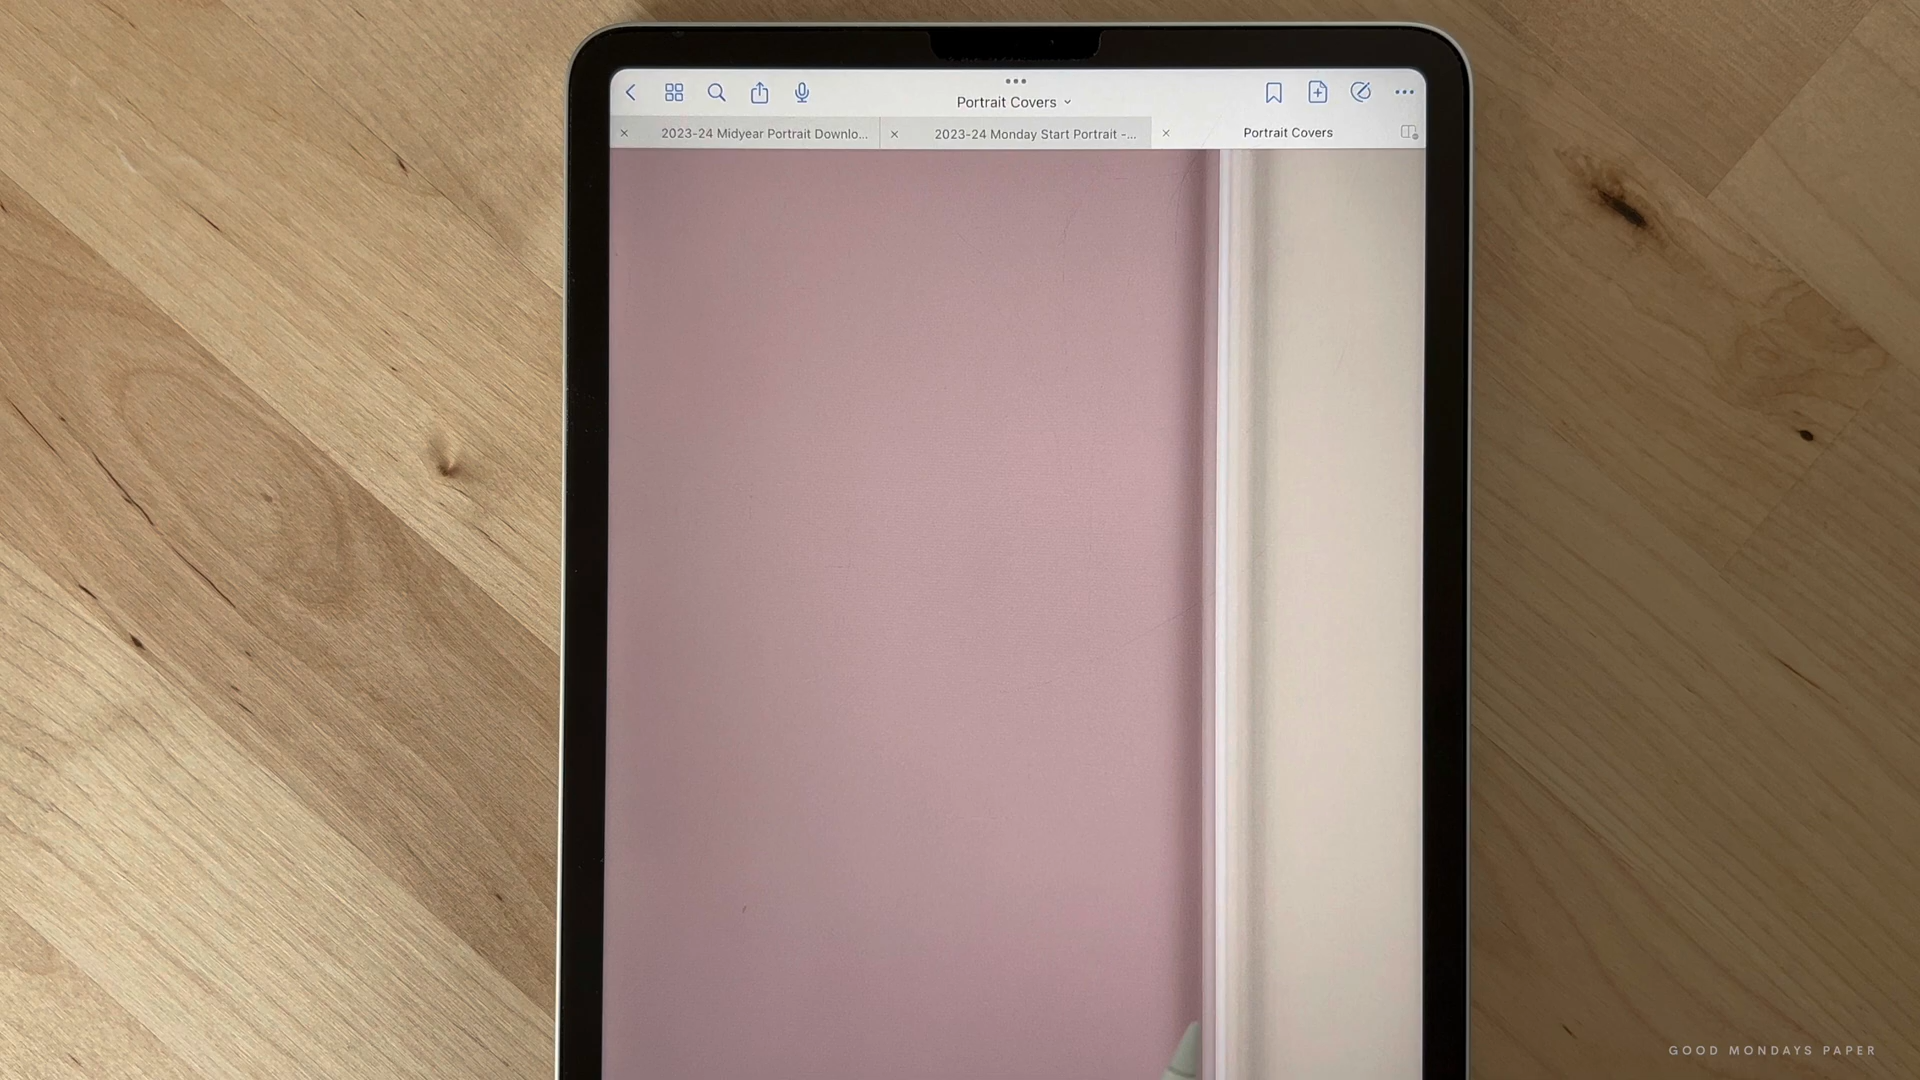 Portrait Covers
2023-24 Midyear Portrait Downlo...
2023-24 Monday Start Portrait -...
Portrait Covers
GOOD MONDAYS PAPER